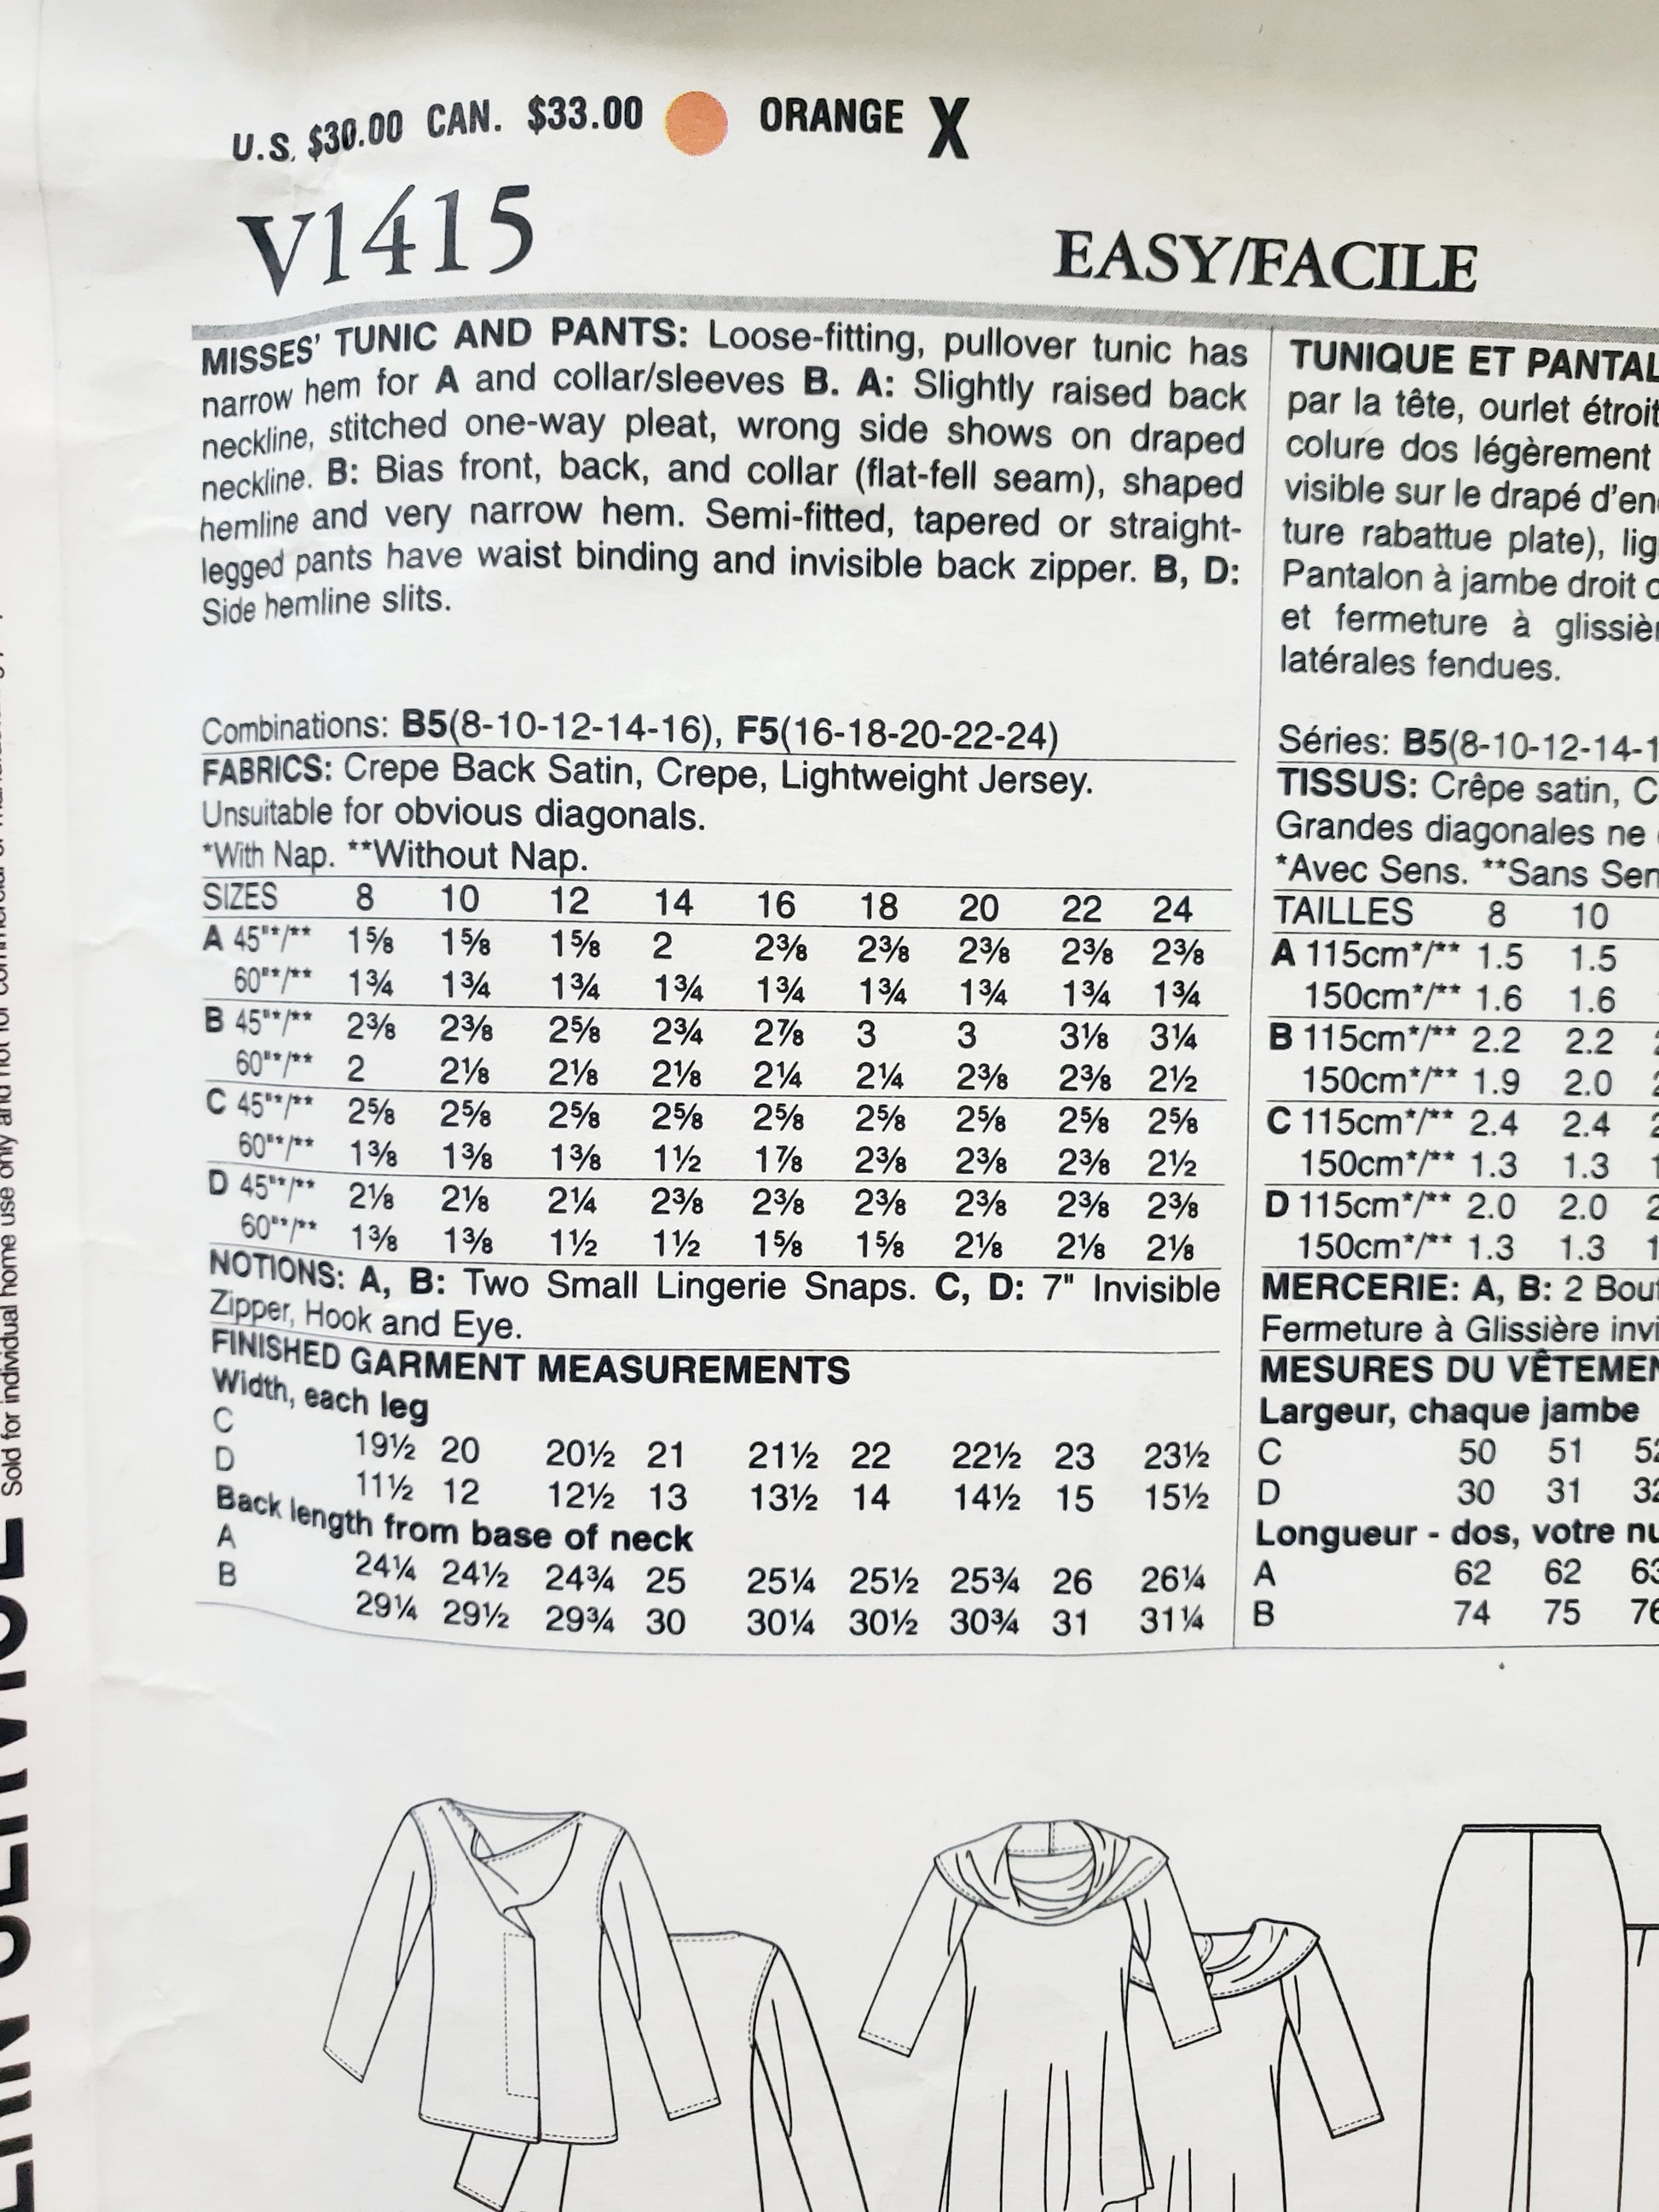 U.S. $30.00 CAN. $33.00 ORANGE X
V1415
EASY/FACILE
MISSES' TUNIC AND PANTS: Loose-fitting, pullover tunic has
narrow hem for A and collar/sleeves B. A: Slightly raised back
neckline, stitched one-way pleat, wrong side shows on draped
neckline. B: Bias front, back, and collar (flat-fell seam), shaped
hemline and very narrow hem. Semi-fitted, tapered or straight-
legged pants have waist binding and invisible back zipper. B, D:
Side hemline slits.
Combinations: B5(8-10-12-14-16), F5(16-18-20-22-24)
FABRICS: Crepe Back Satin, Crepe, Lightweight Jersey.
Unsuitable for obvious diagonals.
*With Nap. **Without Nap.
SIZES 8 10 12 14 16 18 20 22 24
A 45"*/** 1⅝ 1⅝ 1⅝ 2 2⅜ 2⅜ 2⅜ 2⅜ 2⅜
60"*/** 1¾ 1¾ 1¾ 1¾ 1¾ 1¾ 1¾ 1¾ 1¾
B 45"*/** 2⅜ 2⅜ 2⅝ 2¾ 2⅞ 3 3 3⅛ 3¼
60"*/** 2 2⅛ 2⅛ 2⅛ 2¼ 2¼ 2⅜ 2⅜ 2½
C 45"*/** 2⅝ 2⅝ 2⅝ 2⅝ 2⅝ 2⅝ 2⅝ 2⅝ 2⅝
60"*/** 1⅜ 1⅜ 1⅜ 1½ 1⅞ 2⅜ 2⅜ 2⅜ 2½
D 45"*/** 2⅛ 2⅛ 2¼ 2⅜ 2⅜ 2⅜ 2⅜ 2⅜ 2⅜
60"*/** 1⅜ 1⅜ 1½ 1½ 1⅝ 1⅝ 2⅛ 2⅛ 2⅛
NOTIONS: A, B: Two Small Lingerie Snaps. C, D: 7" Invisible
Zipper, Hook and Eye.
FINISHED GARMENT MEASUREMENTS
Width, each leg
C 19½ 20 20½ 21 21½ 22 22½ 23 23½
D 11½ 12 12½ 13 13½ 14 14½ 15 15½
Back length from base of neck
A 24¼ 24½ 24¾ 25 25¼ 25½ 25¾ 26 26¼
B 29¼ 29½ 29¾ 30 30¼ 30½ 30¾ 31 31¼
TUNIQUE ET PANTAL
par la tête, ourlet étroit
colure dos légèrement
visible sur le drapé d'en
ture rabattue plate), lig
Pantalon à jambe droit
et fermeture à glissièr
latérales fendues.
Séries: B5(8-10-12-14-1
TISSUS: Crêpe satin, C
Grandes diagonales ne
*Avec Sens. **Sans Sen
TAILLES 8 10
A 115cm*/** 1.5 1.5
150cm*/** 1.6 1.6
B 115cm*/** 2.2 2.2
150cm*/** 1.9 2.0
C 115cm*/** 2.4 2.4
150cm*/** 1.3 1.3
D 115cm*/** 2.0 2.0
150cm*/** 1.3 1.3
MERCERIE: A, B: 2 Bou
Fermeture à Glissière invi
MESURES DU VÊTEMEN
Largeur, chaque jambe
C 50 51 52
D 30 31 32
Longueur - dos, votre nu
A 62 62 63
B 74 75 76
Sold for individual home use only and not for commercial or